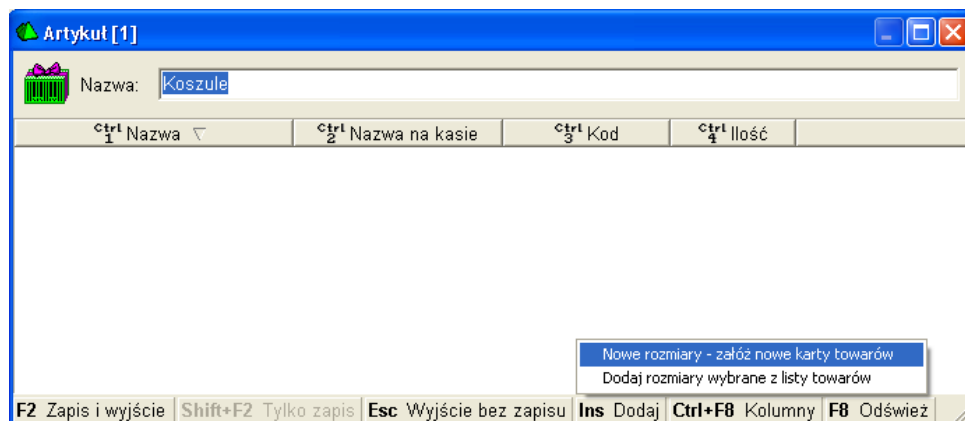 Artykuł [1]
Nazwa: Koszule
Ctrl 1 Nazwa Ctrl 2 Nazwa na kasie Ctrl 3 Kod Ctrl 4 Ilość
Nowe rozmiary - załóż nowe karty towarów
Dodaj rozmiary wybrane z listy towarów
F2 Zapis i wyjście Shift+F2 Tylko zapis Esc Wyjście bez zapisu Ins Dodaj Ctrl+F8 Kolumny F8 Odśwież